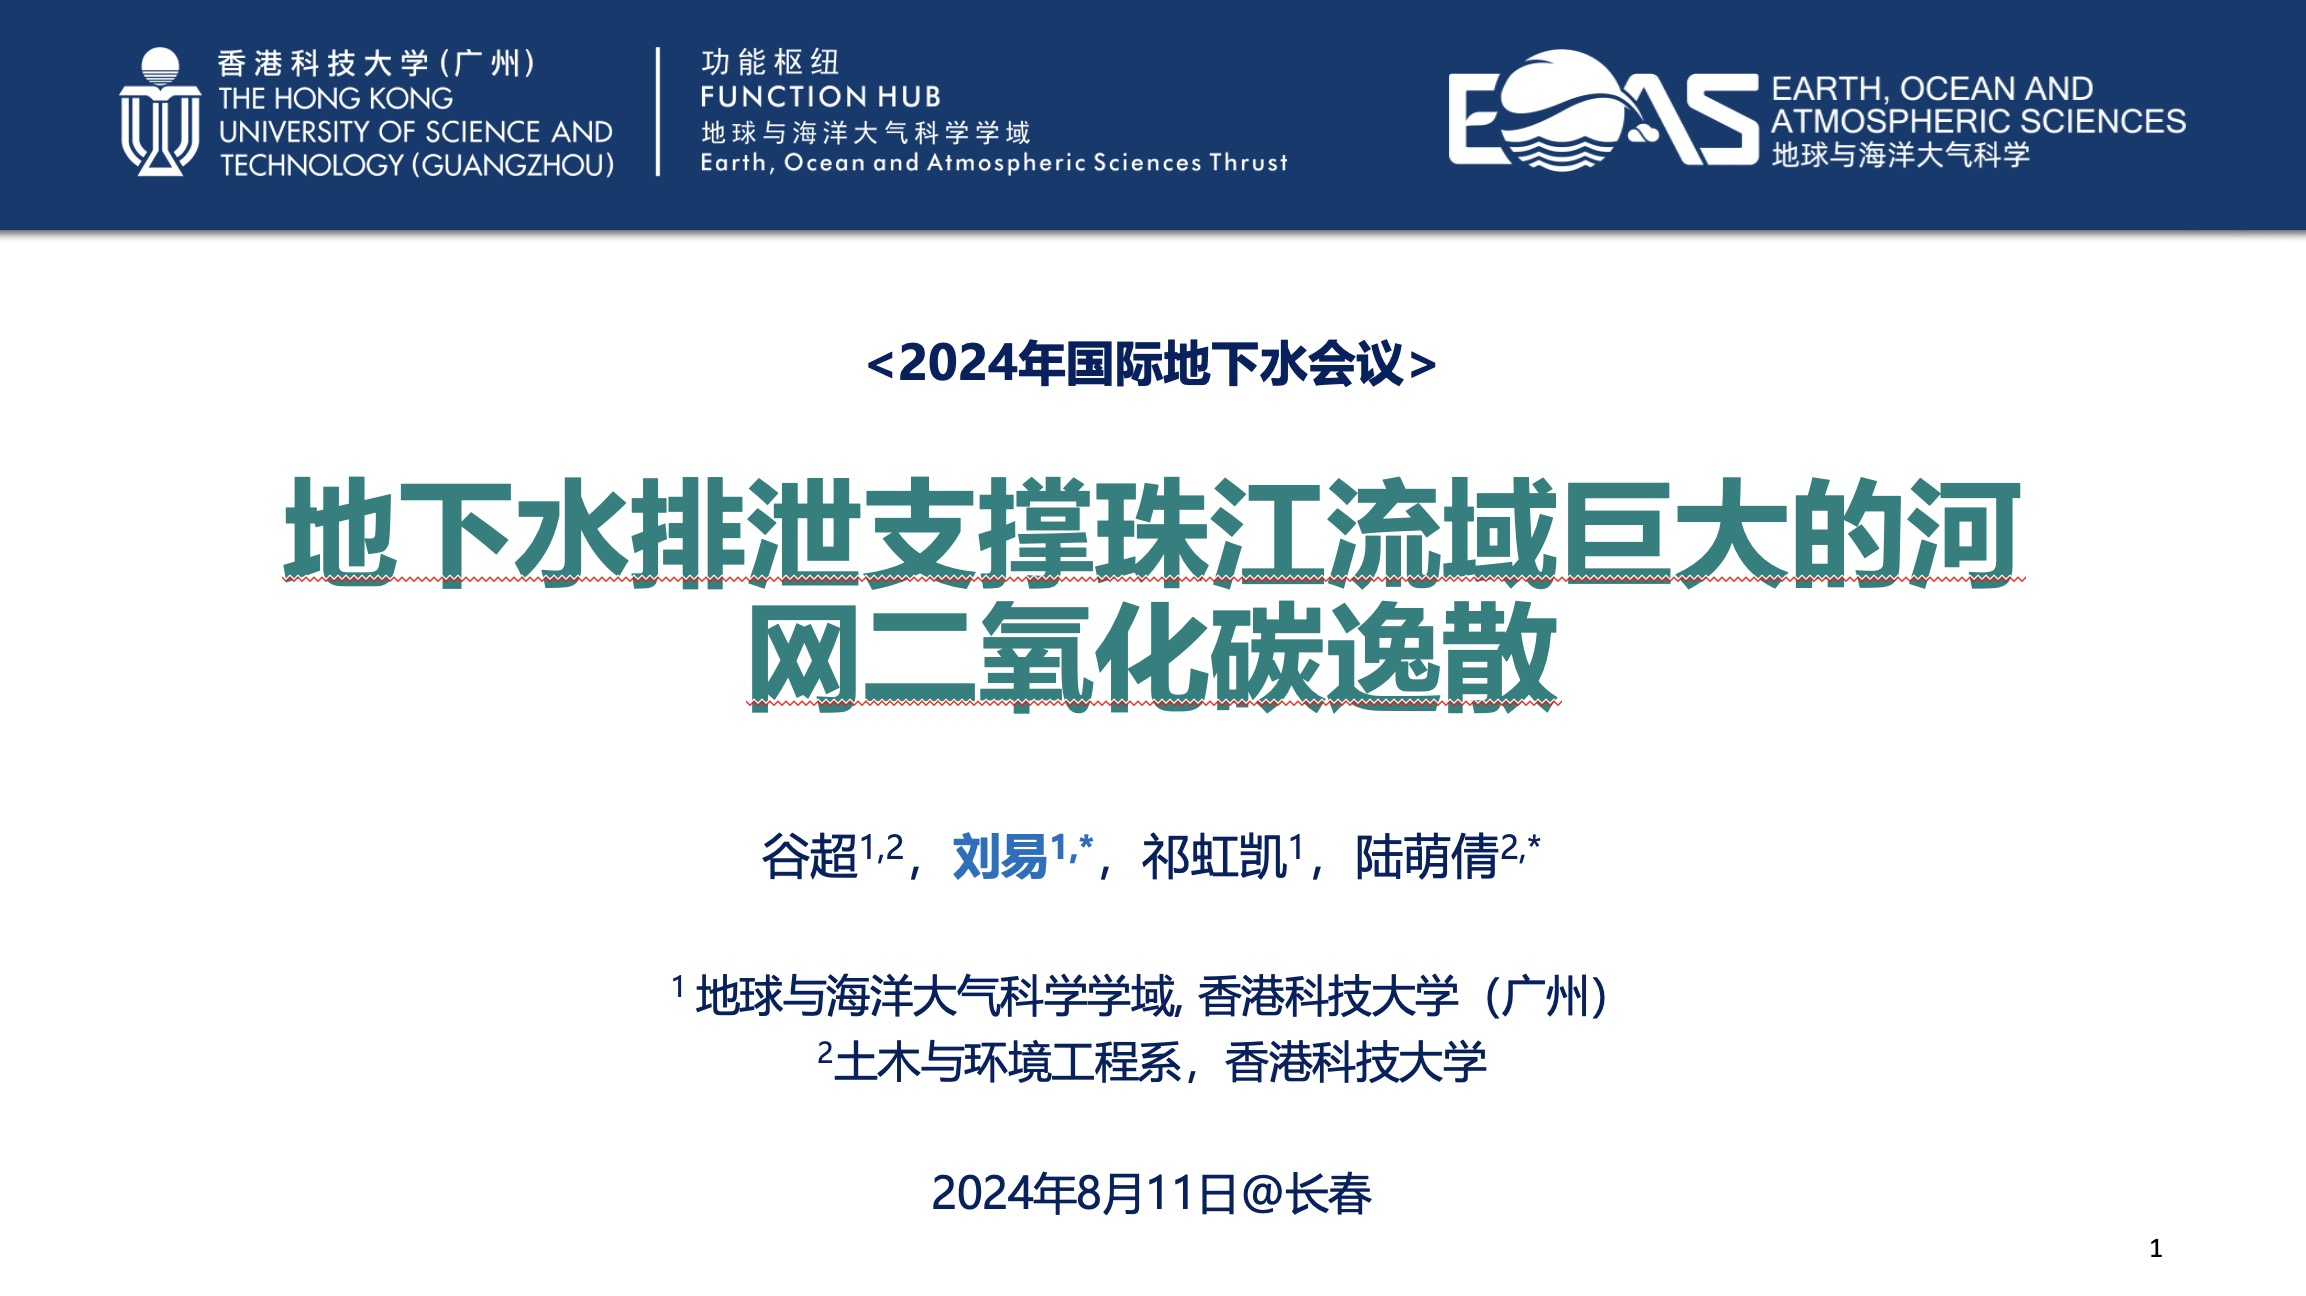 香港科技大学(广州)
THE HONG KONG
UNIVERSITY OF SCIENCE AND
TECHNOLOGY (GUANGZHOU)
功能枢纽
FUNCTION HUB
地球与海洋大气科学学域
Earth, Ocean and Atmospheric Sciences Thrust
EOAS
EARTH, OCEAN AND
ATMOSPHERIC SCIENCES
地球与海洋大气科学
<2024年国际地下水会议>
地下水排泄支撑珠江流域巨大的河
网二氧化碳逸散
谷超1,2，刘易1,*，祁虹凯1，陆萌倩2,*
1 地球与海洋大气科学学域, 香港科技大学（广州）
2土木与环境工程系，香港科技大学
2024年8月11日@长春
1